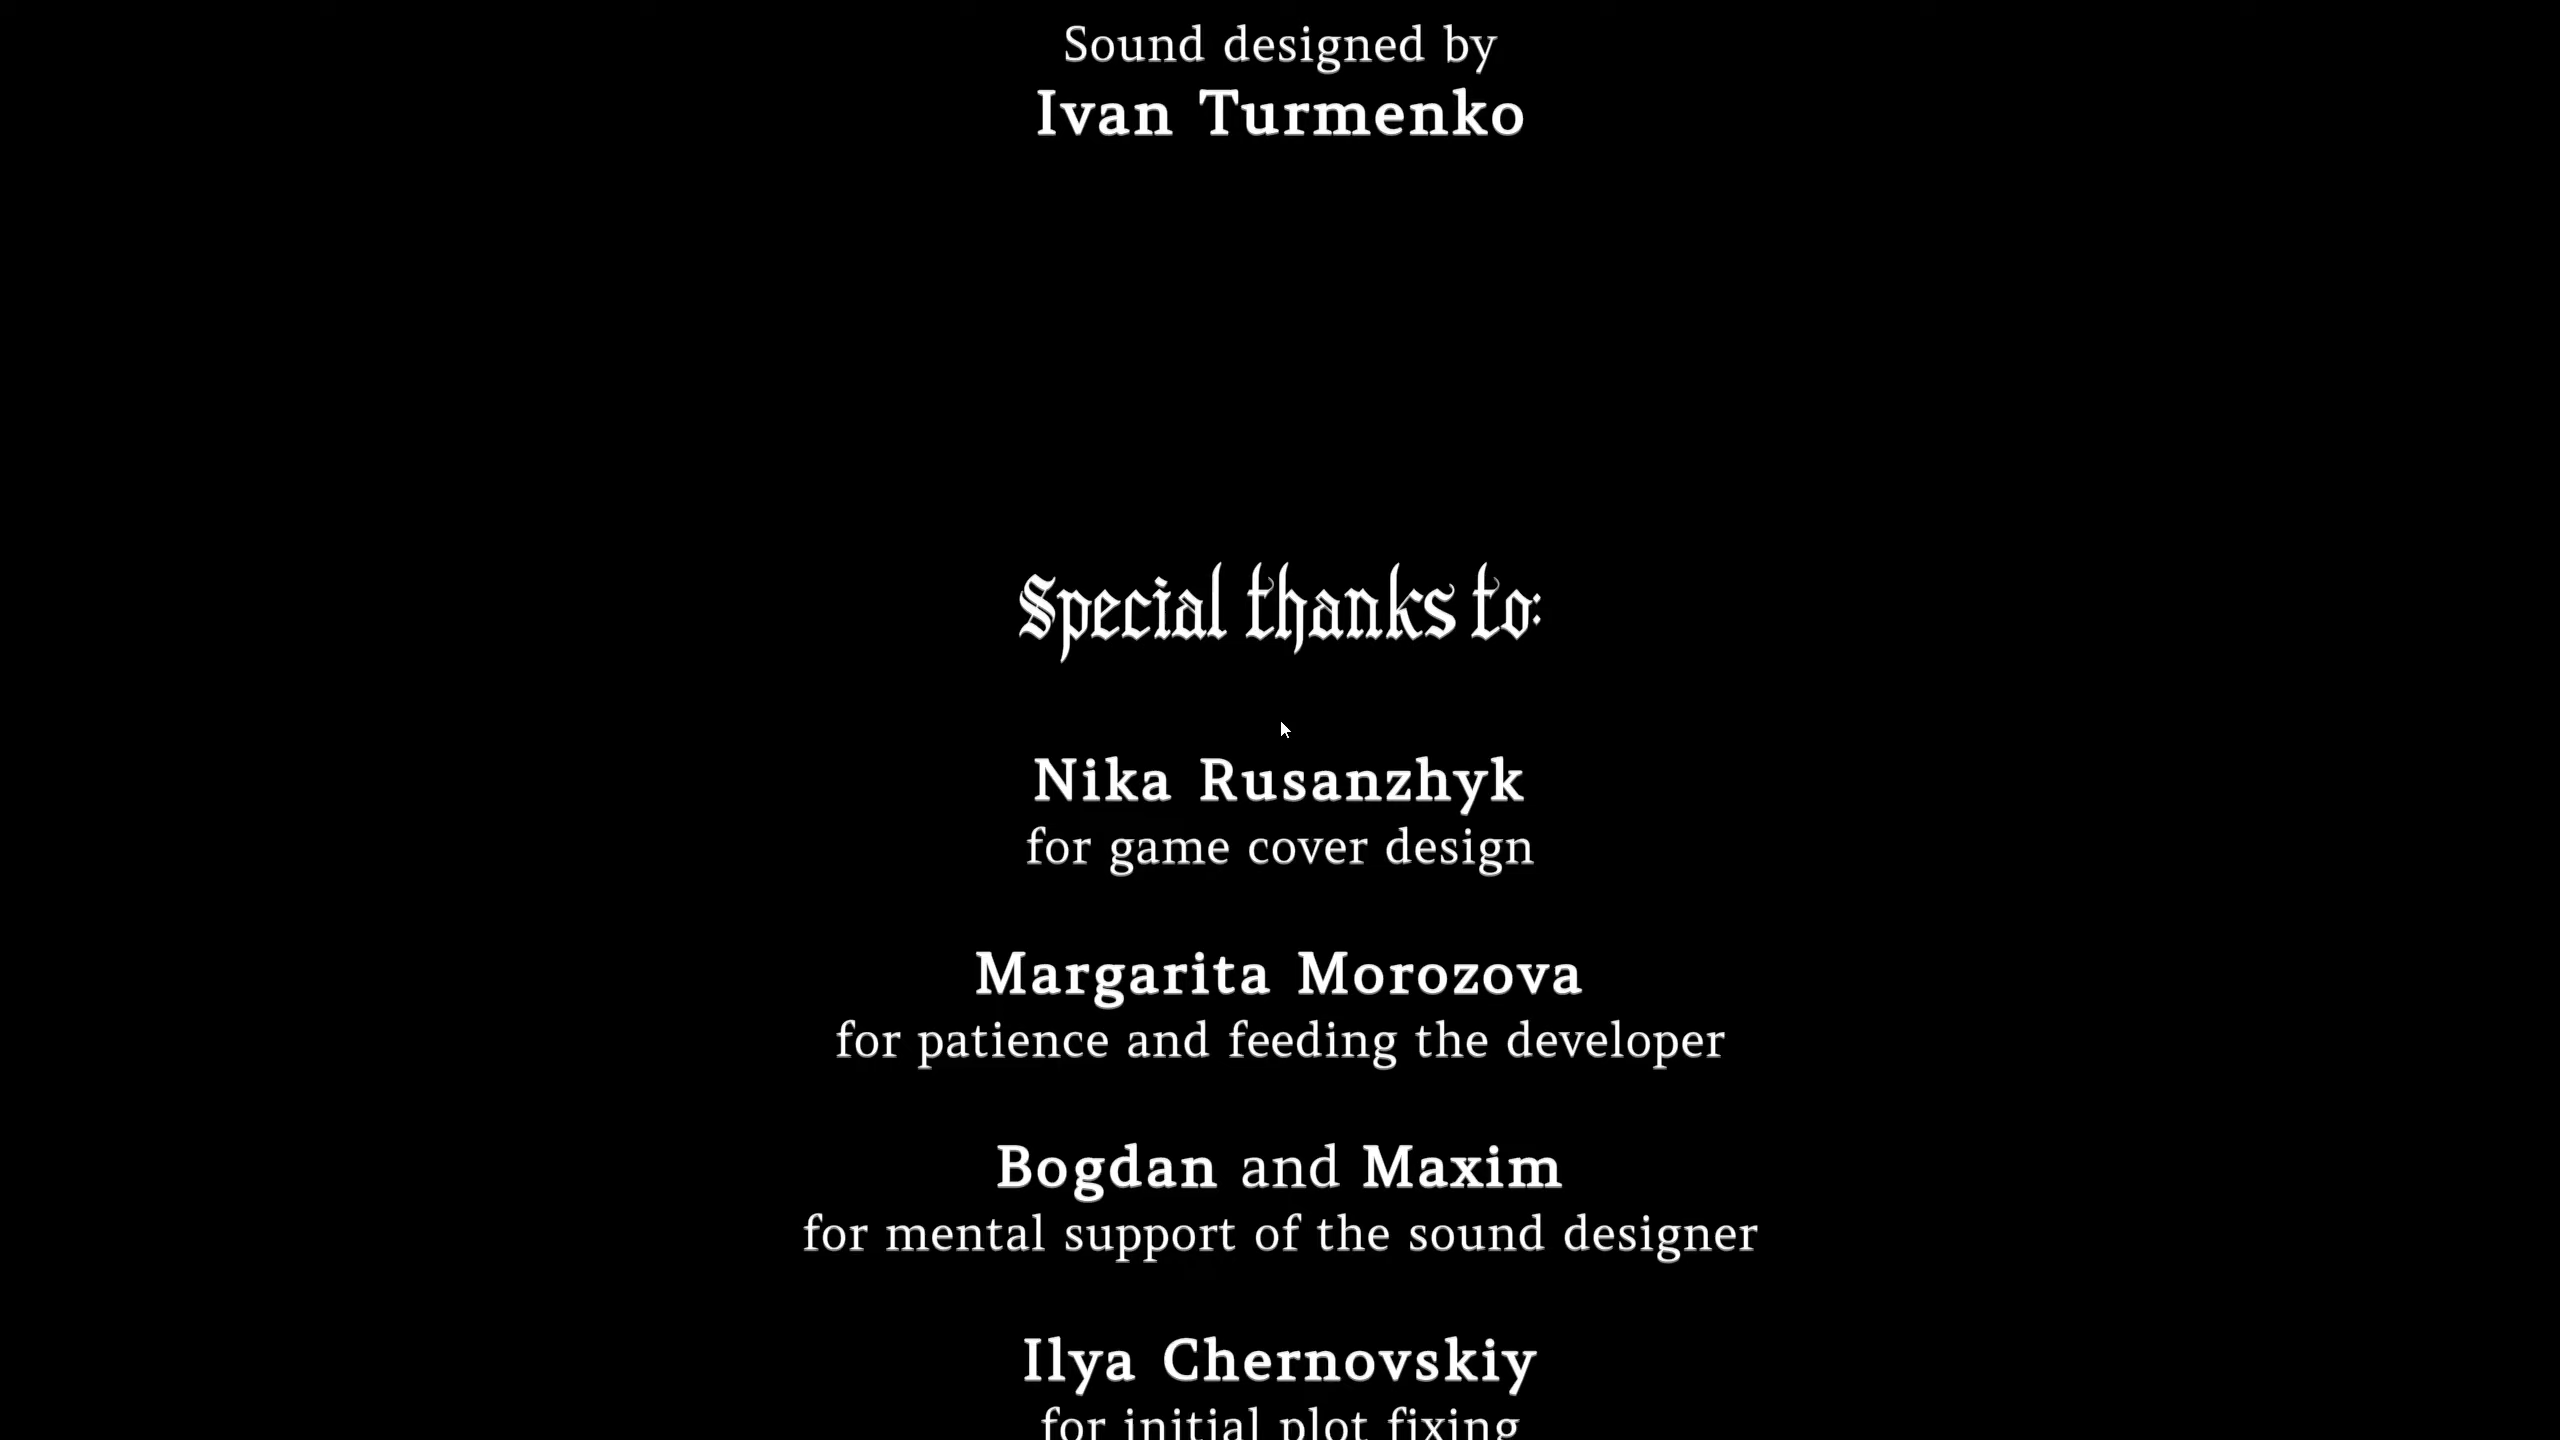 Sound designed by
Ivan Turmenko
Special thanks to:
Nika Rusanzhyk
for game cover design
Margarita Morozova
for patience and feeding the developer
Bogdan and Maxim
for mental support of the sound designer
Ilya Chernovskiy
for initial plot fixing